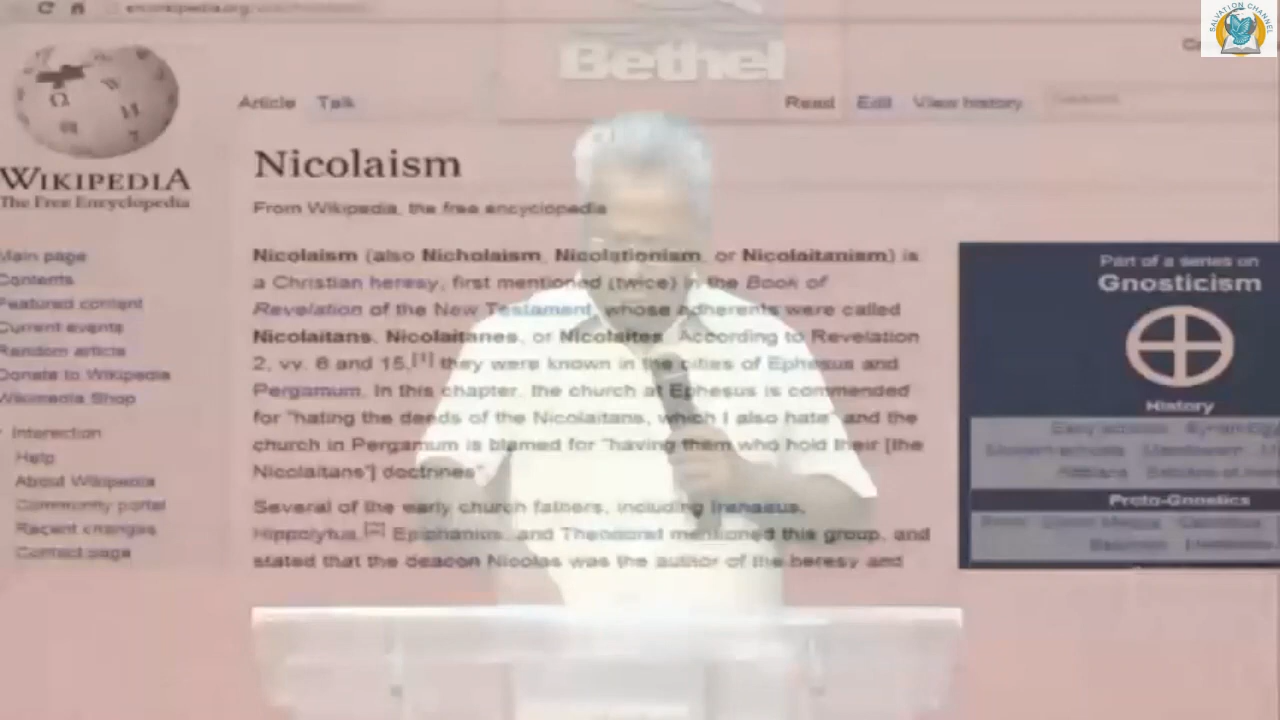 SALVATION CHANNEL
Bethel
Article Talk Read Edit View history
WIKIPEDIA
The Free Encyclopedia
Nicolaism
From Wikipedia, the free encyclopedia
Nicolaism (also Nicholaism, Nicolationism, or Nicolaitanism) is
a Christian heresy, first mentioned (twice) in the Book of
Revelation of the New Testament, whose adherents were called
Nicolaitans, Nicolaitanes, or Nicolaites. According to Revelation
2, vv. 6 and 15,[1] they were known in the cities of Ephesus and
Pergamum. In this chapter, the church at Ephesus is commended
for "hating the deeds of the Nicolaitans, which I also hate" and the
church in Pergamum is blamed for "having them who hold their [the
Nicolaitans'] doctrines".
Several of the early church fathers, including Irenaeus,
Hippolytus,[2] Epiphanius, and Theodoret mentioned this group, and
stated that the deacon Nicolas was the author of the heresy and
Main page
Contents
Featured content
Current events
Random article
Donate to Wikipedia
Wikimedia Shop
Interaction
Help
About Wikipedia
Community portal
Recent changes
Contact page
Part of a series on
Gnosticism
History
Proto-Gnostics